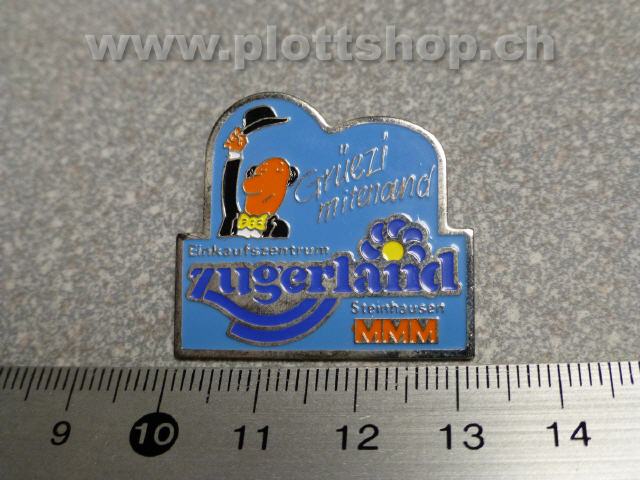 www.plottshop.ch
Grüezi
mitenand
Einkaufszentrum
zugerland
Steinhausen
MMM
9 10 11 12 13 14